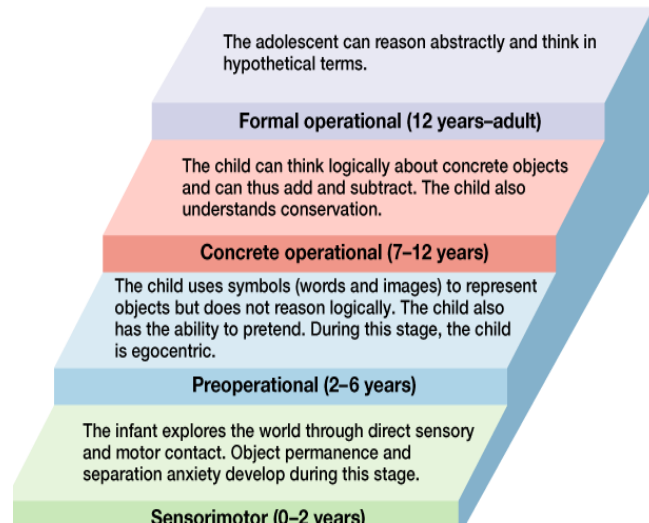 The adolescent can reason abstractly and think in
hypothetical terms.
Formal operational (12 years–adult)
The child can think logically about concrete objects
and can thus add and subtract. The child also
understands conservation.
Concrete operational (7–12 years)
The child uses symbols (words and images) to represent
objects but does not reason logically. The child also
has the ability to pretend. During this stage, the child
is egocentric.
Preoperational (2–6 years)
The infant explores the world through direct sensory
and motor contact. Object permanence and
separation anxiety develop during this stage.
Sensorimotor (0–2 years)